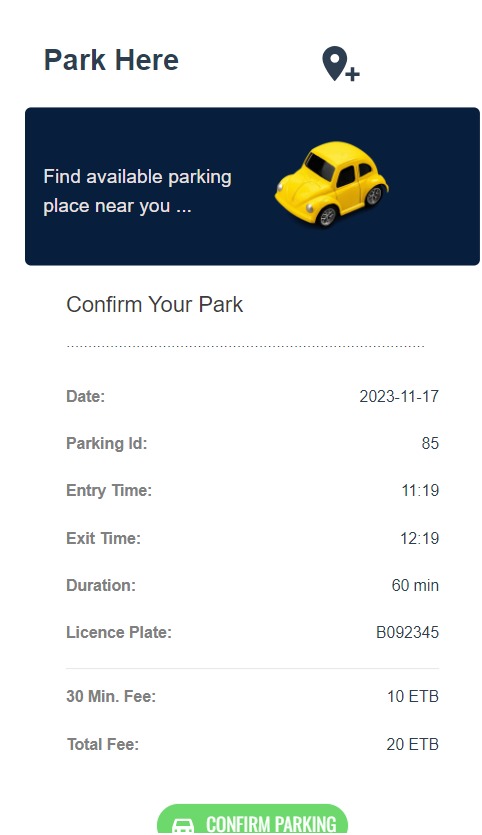 Park Here
Find available parking
place near you ...
Confirm Your Park
Date: 2023-11-17
Parking Id: 85
Entry Time: 11:19
Exit Time: 12:19
Duration: 60 min
Licence Plate: B092345
30 Min. Fee: 10 ETB
Total Fee: 20 ETB
CONFIRM PARKING